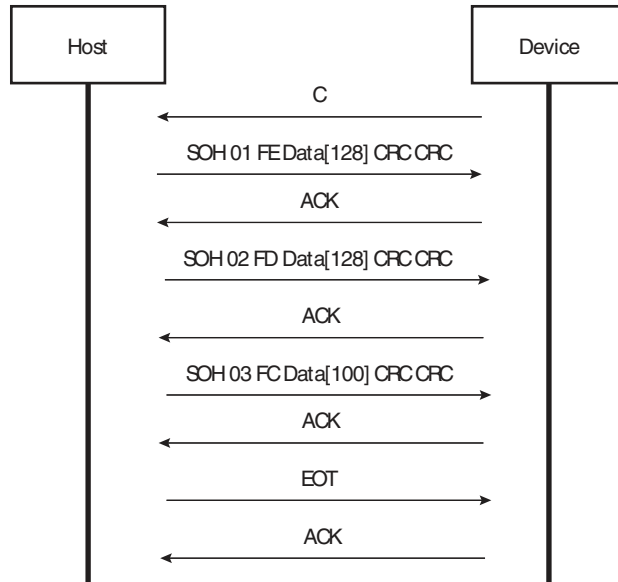 Host
Device
C
SOH 01 FE Data[128] CRC CRC
ACK
SOH 02 FD Data[128] CRC CRC
ACK
SOH 03 FC Data[100] CRC CRC
ACK
EOT
ACK